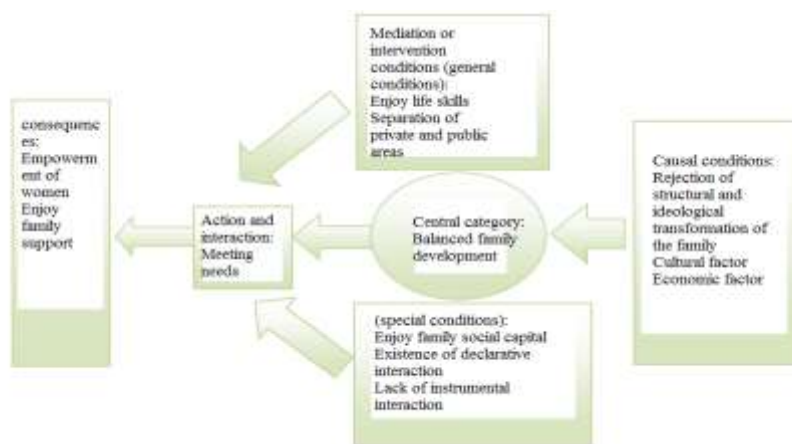 Mediation or
intervention
conditions (general
conditions):
Enjoy life skills
Separation of
private and public
areas
consequenc
es:
Empowerm
ent of
women
Enjoy
family
support
Action and
interaction:
Meeting
needs
Central category:
Balanced family
development
Causal conditions:
Rejection of
structural and
ideological
transformation of
the family
Cultural factor
Economic factor
(special conditions):
Enjoy family social capital
Existence of declarative
interaction
Lack of instrumental
interaction